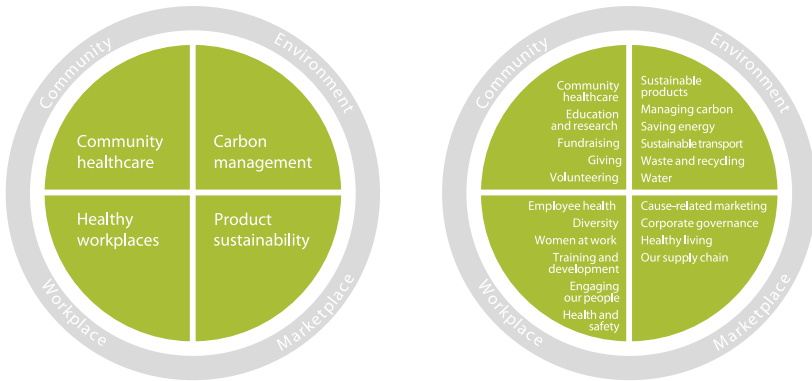 Community
Environment
Community
healthcare
Carbon
management
Healthy
workplaces
Product
sustainability
Workplace
Marketplace
Community
Environment
Community
healthcare
Education
and research
Fundraising
Giving
Volunteering
Sustainable
products
Managing carbon
Saving energy
Sustainable transport
Waste and recycling
Water
Employee health
Diversity
Women at work
Training and
development
Engaging
our people
Health and
safety
Cause-related marketing
Corporate governance
Healthy living
Our supply chain
Workplace
Marketplace